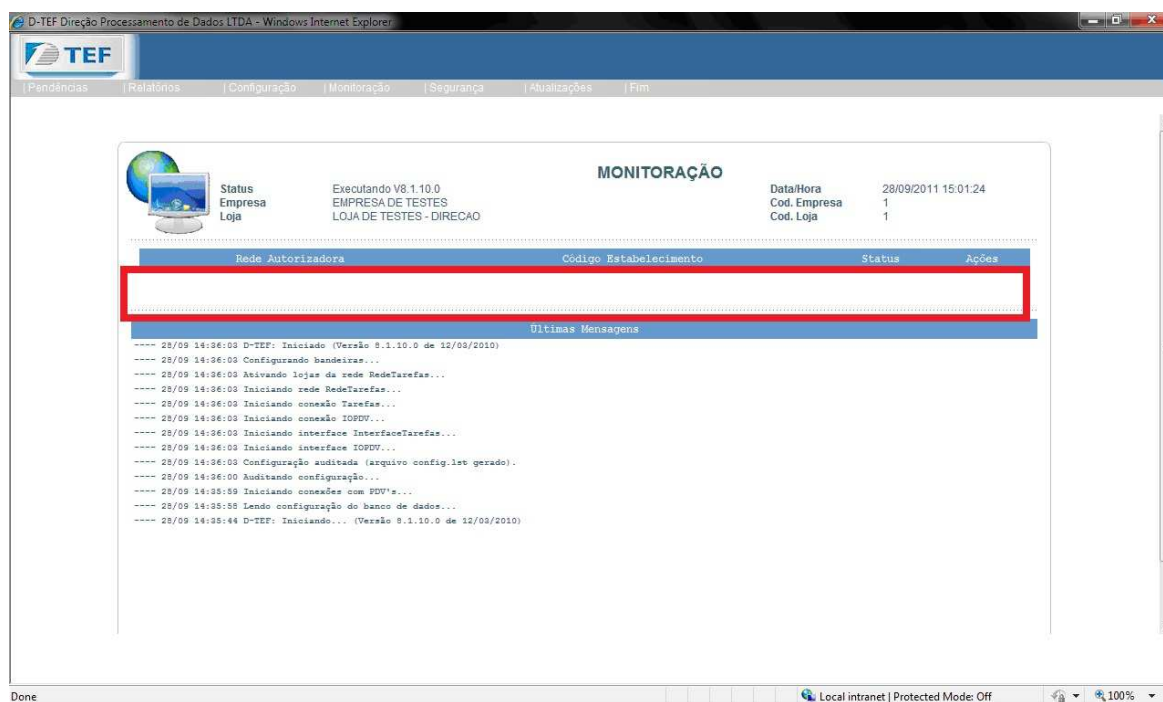 D-TEF Direção Processamento de Dados LTDA - Windows Internet Explorer
TEF
| Pendências | Relatórios | Configuração | Monitoração | Segurança | Atualizações | Fim
MONITORAÇÃO
Status Executando V8.1.10.0 Data/Hora 28/09/2011 15:01:24
Empresa EMPRESA DE TESTES Cod. Empresa 1
Loja LOJA DE TESTES - DIRECAO Cod. Loja 1
Rede Autorizadora Código Estabelecimento Status Ações
Últimas Mensagens
---- 28/09 14:36:03 D-TEF: Iniciado (Versão 8.1.10.0 de 12/03/2010)
---- 28/09 14:36:03 Configurando bandeiras...
---- 28/09 14:36:03 Ativando lojas da rede RedeTarefas...
---- 28/09 14:36:03 Iniciando rede RedeTarefas...
---- 28/09 14:36:03 Iniciando conexão Tarefas...
---- 28/09 14:36:03 Iniciando conexão IOPDV...
---- 28/09 14:36:03 Iniciando interface InterfaceTarefas...
---- 28/09 14:36:03 Iniciando interface IOPDV...
---- 28/09 14:36:03 Configuração auditada (arquivo config.lst gerado).
---- 28/09 14:36:00 Auditando configuração...
---- 28/09 14:35:59 Iniciando conexões com PDV's...
---- 28/09 14:35:58 Lendo configuração do banco de dados...
---- 28/09 14:35:44 D-TEF: Iniciando... (Versão 8.1.10.0 de 12/03/2010)
Done Local intranet | Protected Mode: Off 100%